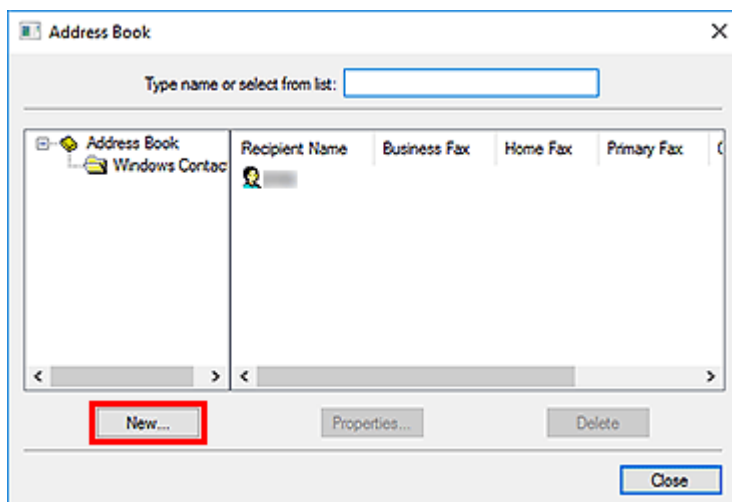 Address Book
Type name or select from list:
Address Book
Windows Contac
Recipient Name Business Fax Home Fax Primary Fax
New... Properties... Delete
Close